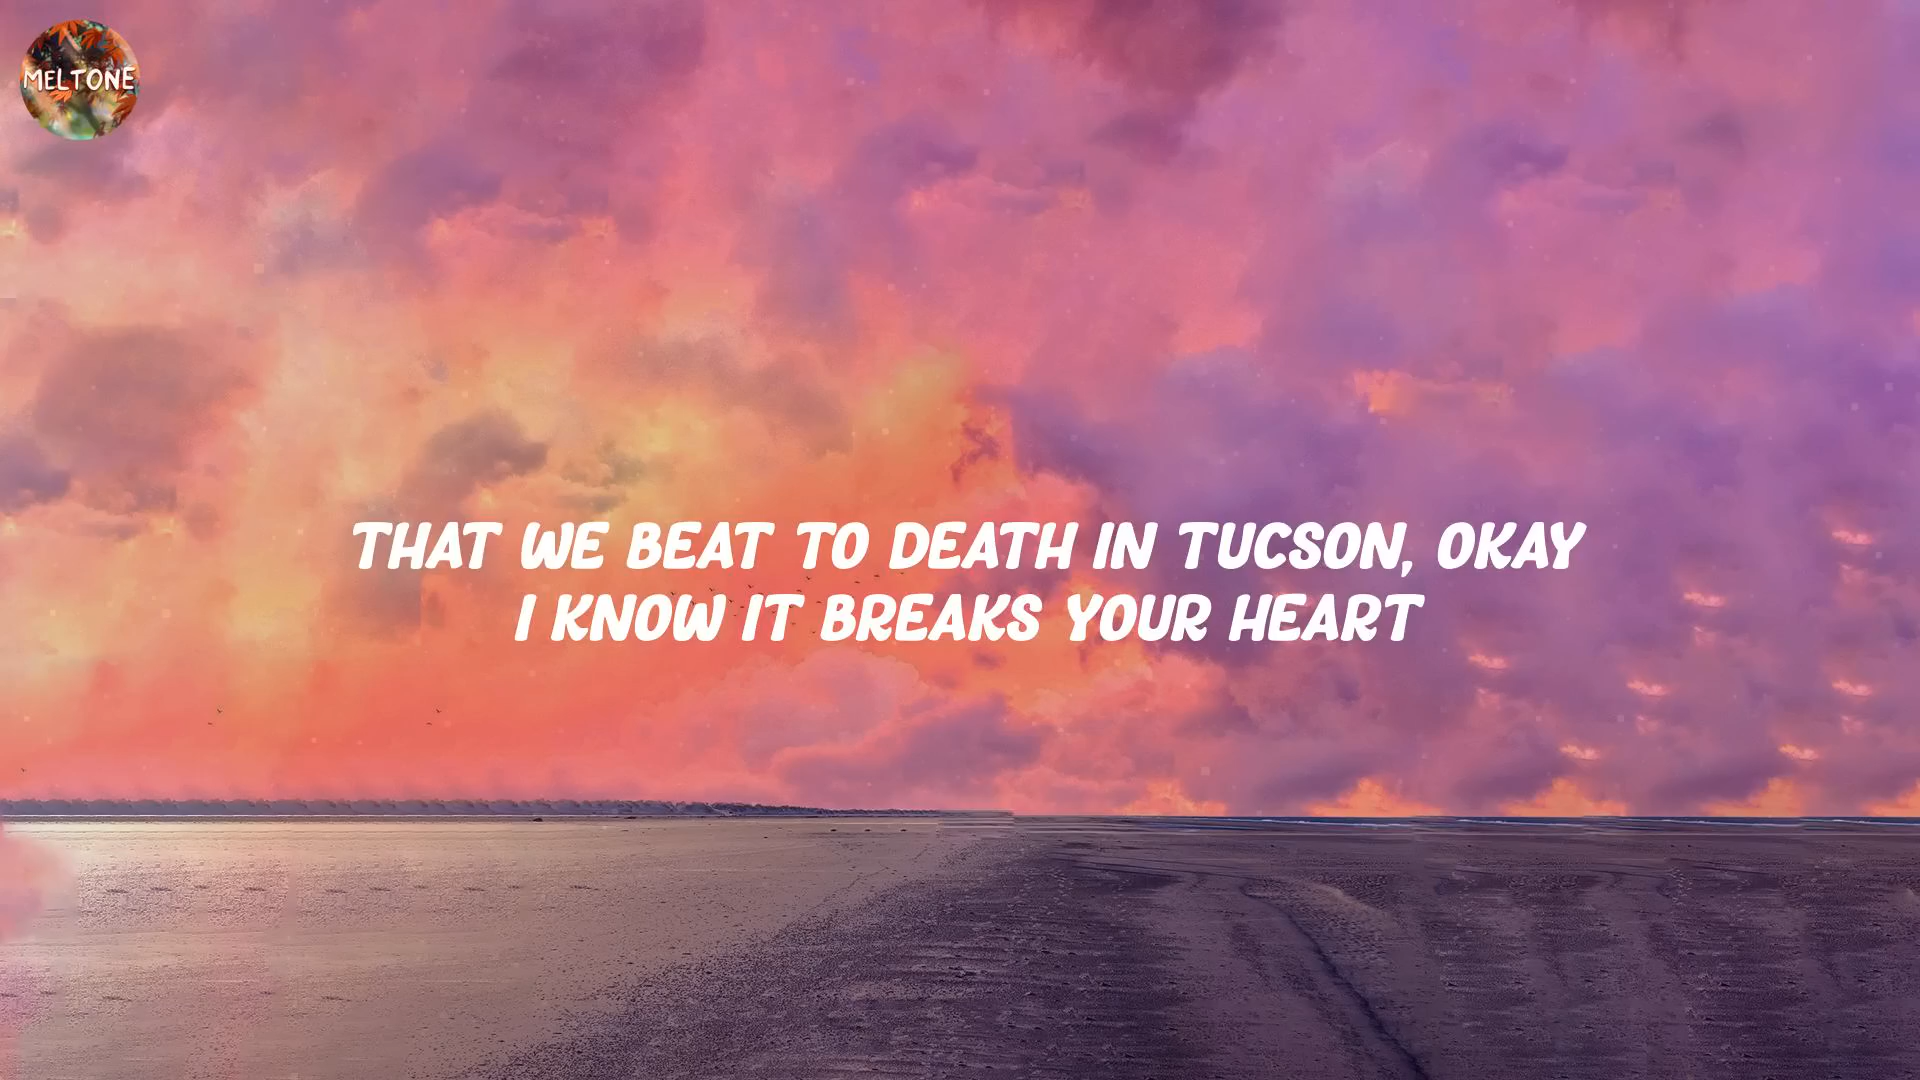 MELTONE
THAT WE BEAT TO DEATH IN TUCSON, OKAY
I KNOW IT BREAKS YOUR HEART